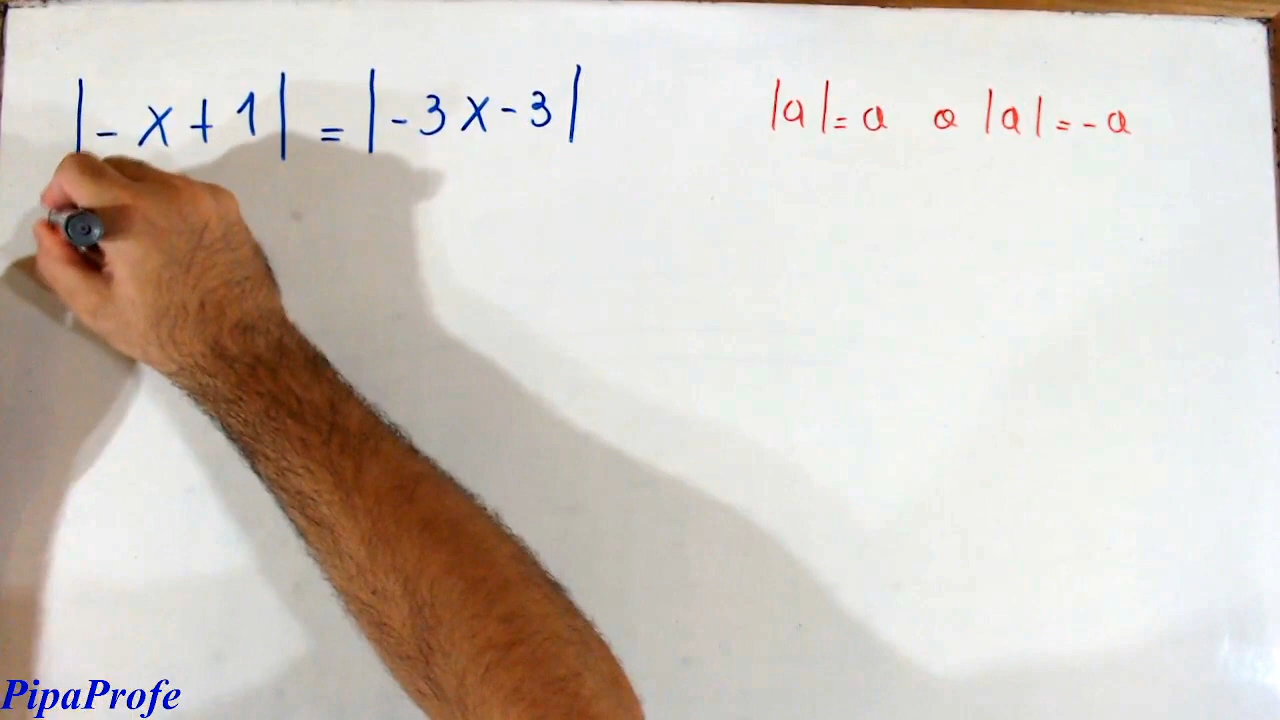 |-x+1| = |-3x-3|
|a|=a o |a|=-a
PipaProfe